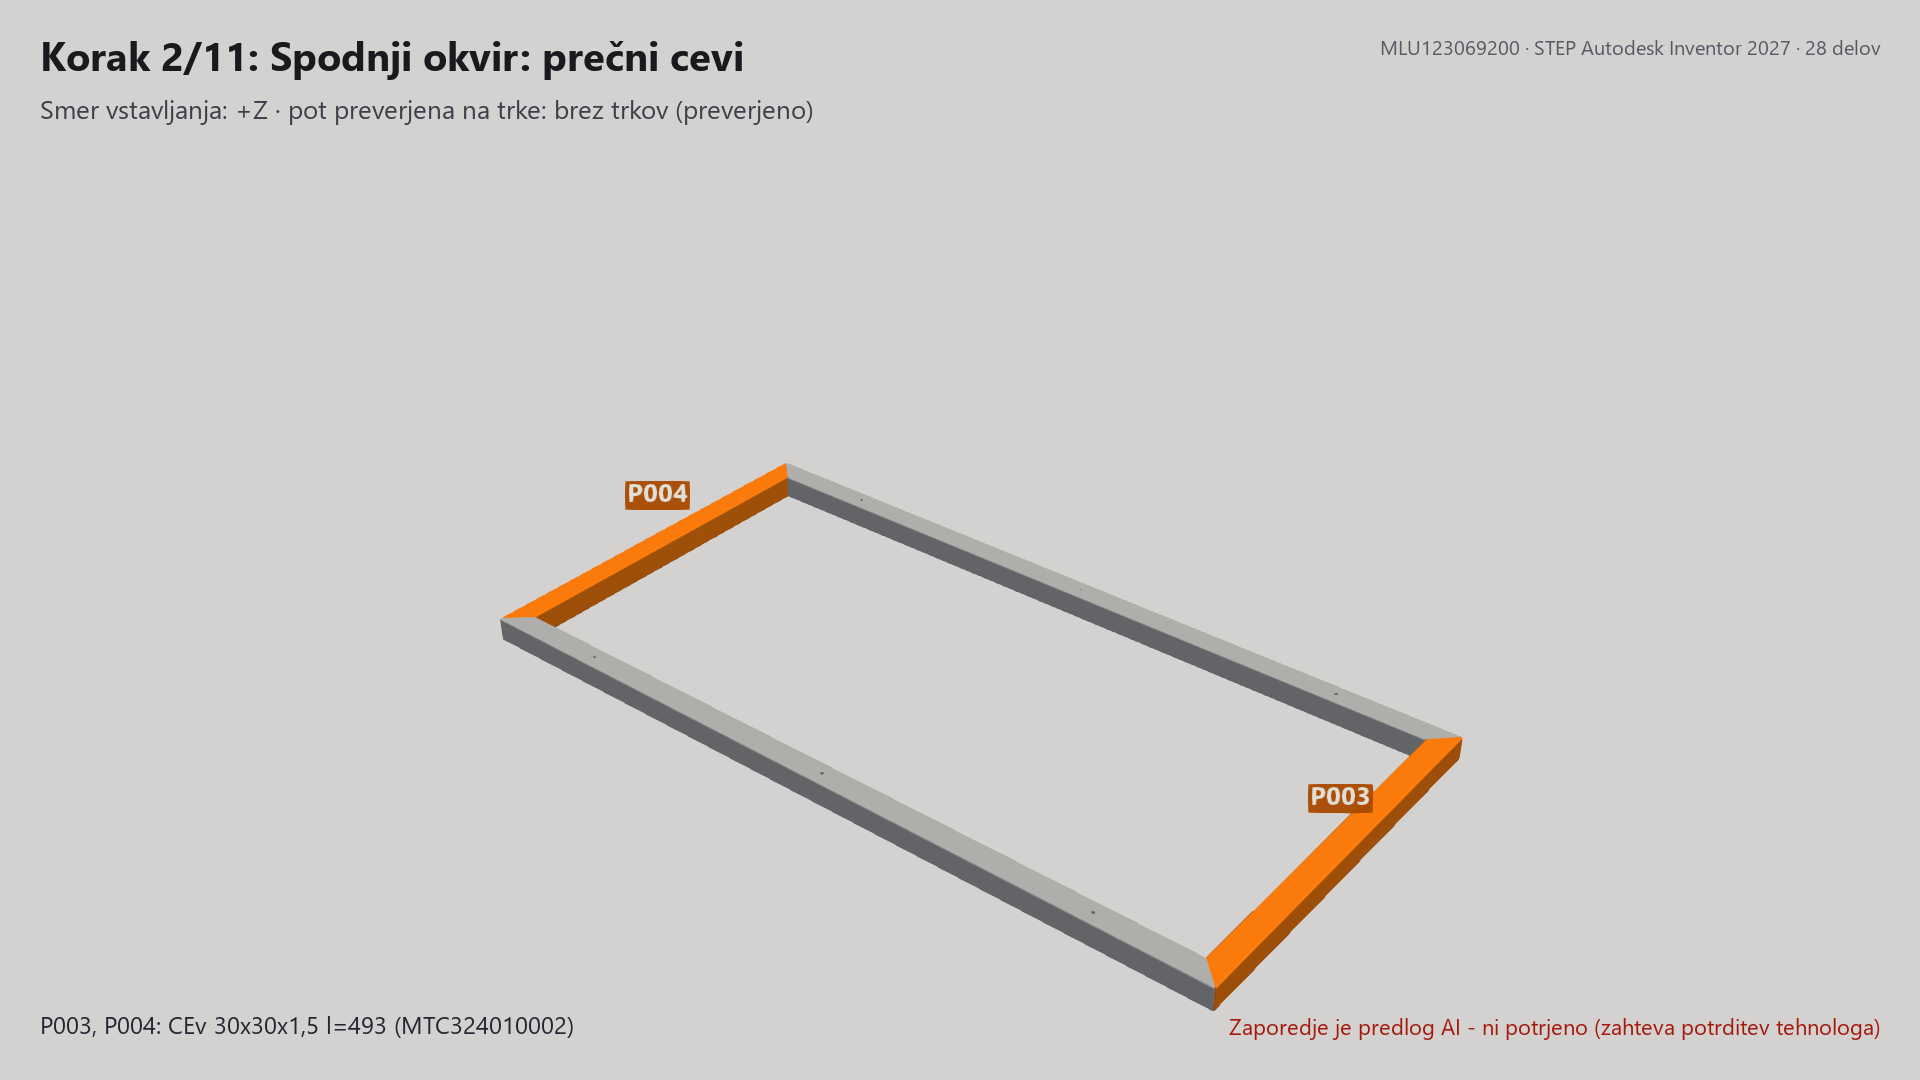 Korak 2/11: Spodnji okvir: prečni cevi
MLU123069200 · STEP Autodesk Inventor 2027 · 28 delov
Smer vstavljanja: +Z · pot preverjena na trke: brez trkov (preverjeno)
P004
P003
P003, P004: CEv 30x30x1,5 l=493 (MTC324010002)
Zaporedje je predlog AI - ni potrjeno (zahteva potrditev tehnologa)